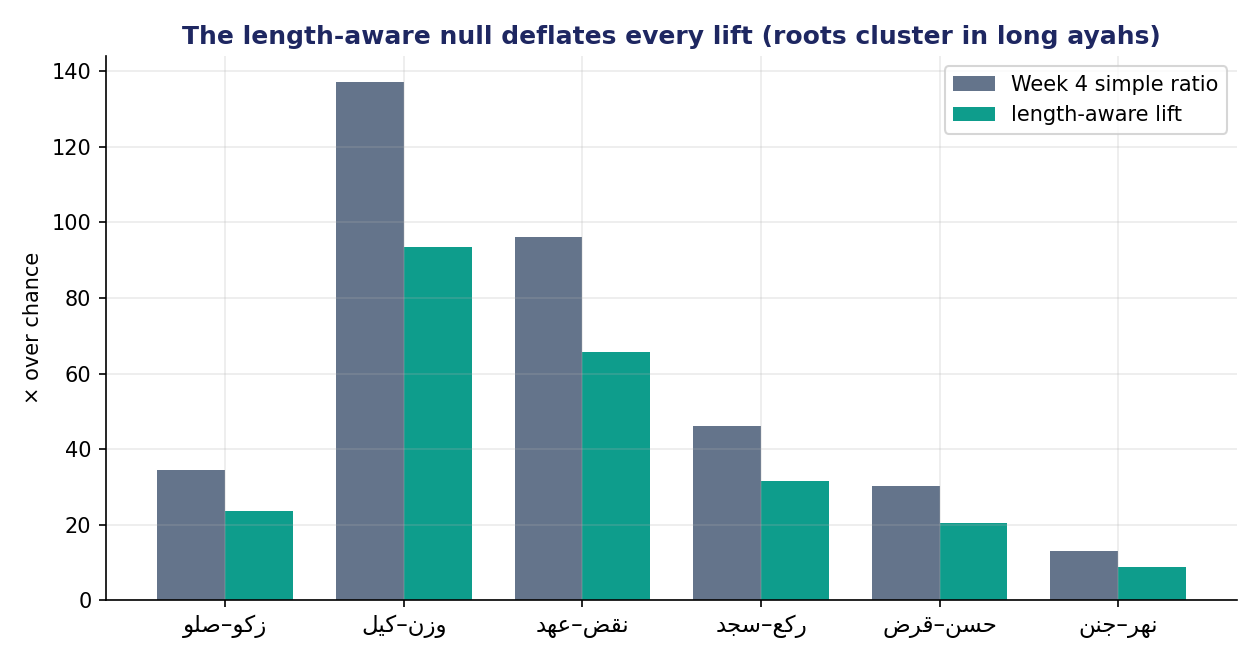 The length-aware null deflates every lift (roots cluster in long ayahs)
Week 4 simple ratio
length-aware lift
× over chance
140
120
100
80
60
40
20
0
زكو–صلو
وزن–كيل
نقض–عهد
ركع–سجد
حسن–قرض
نهر–جنن